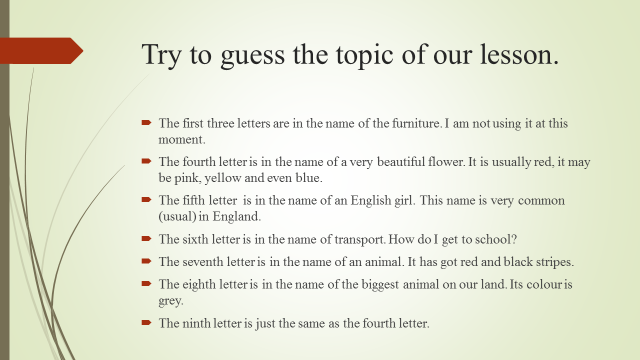 Try to guess the topic of our lesson.
The first three letters are in the name of the furniture. I am not using it at this
moment.
The fourth letter is in the name of a very beautiful flower. It is usually red, it may
be pink, yellow and even blue.
The fifth letter is in the name of an English girl. This name is very common
(usual) in England.
The sixth letter is in the name of transport. How do I get to school?
The seventh letter is in the name of an animal. It has got red and black stripes.
The eighth letter is in the name of the biggest animal on our land. Its colour is
grey.
The ninth letter is just the same as the fourth letter.